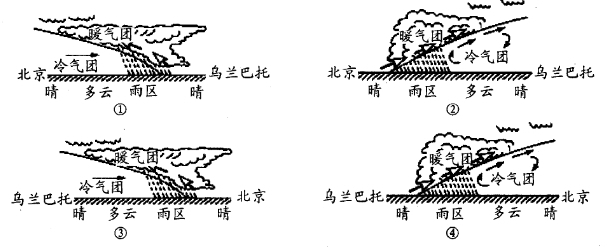 暖气团
冷气团
北京 乌兰巴托
晴 多云 雨区 晴
①
暖气团
冷气团
北京 乌兰巴托
晴 雨区 多云 晴
②
暖气团
冷气团
乌兰巴托 北京
晴 多云 雨区 晴
③
暖气团
冷气团
乌兰巴托 北京
晴 雨区 多云 晴
④